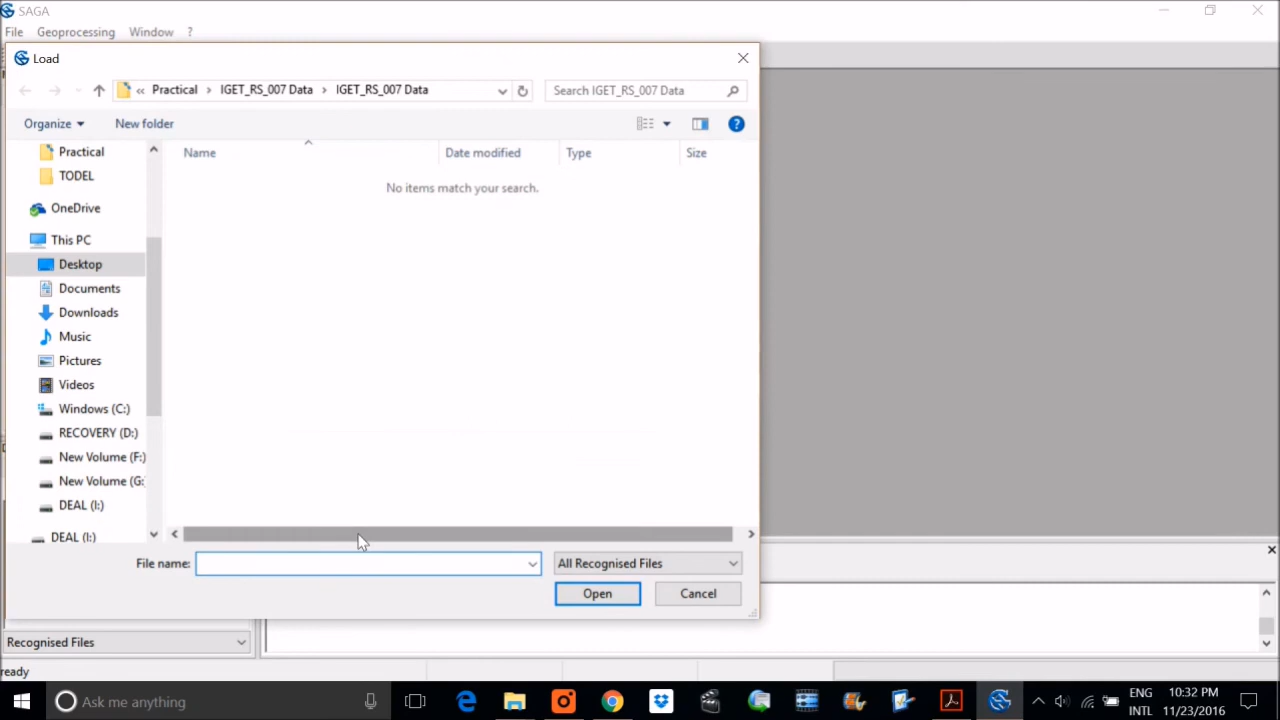 SAGA
File Geoprocessing Window ?
Load
« Practical › IGET_RS_007 Data › IGET_RS_007 Data
Search IGET_RS_007 Data
Organize
New folder
Name Date modified Type Size
No items match your search.
Practical
TODEL
OneDrive
This PC
Desktop
Documents
Downloads
Music
Pictures
Videos
Windows (C:)
RECOVERY (D:)
New Volume (F:)
New Volume (G:
DEAL (I:)
DEAL (I:)
File name:
All Recognised Files
Open Cancel
Recognised Files
ready
Ask me anything
ENG
INTL
10:32 PM
11/23/2016